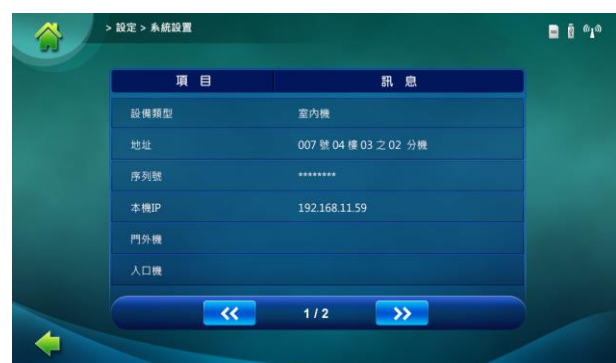 > 設定 > 系統設置
項 目 訊 息
設備類型 室內機
地址 007 號 04 樓 03 之 02 分機
序列號 ********
本機IP 192.168.11.59
門外機
入口機
1 / 2